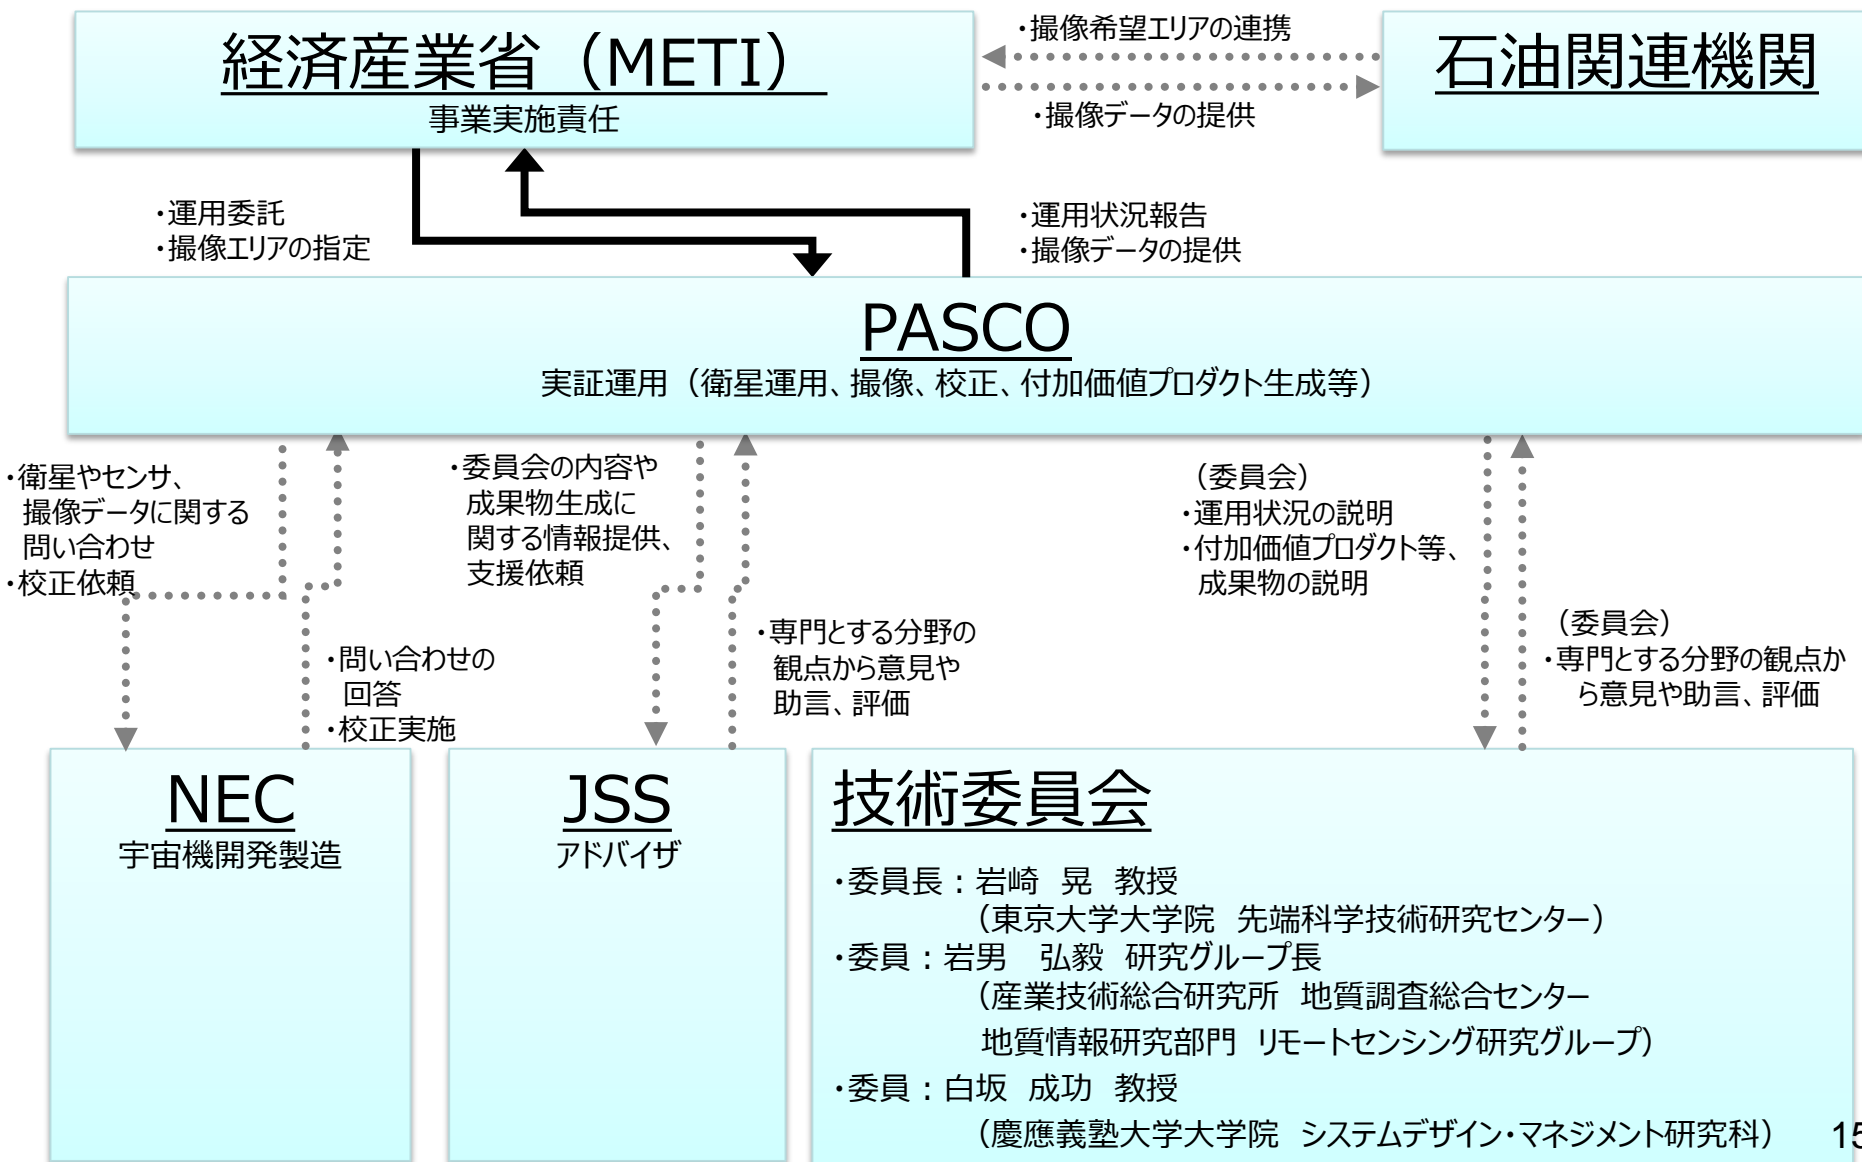 経済産業省（METI）
事業実施責任
・撮像希望エリアの連携
・撮像データの提供
石油関連機関
・運用委託
・撮像エリアの指定
・運用状況報告
・撮像データの提供
PASCO
実証運用（衛星運用、撮像、校正、付加価値プロダクト生成等）
・衛星やセンサ、
撮像データに関する
問い合わせ
・校正依頼
・問い合わせの
回答
・校正実施
・委員会の内容や
成果物生成に
関する情報提供、
支援依頼
・専門とする分野の
観点から意見や
助言、評価
（委員会）
・運用状況の説明
・付加価値プロダクト等、
成果物の説明
（委員会）
・専門とする分野の観点か
ら意見や助言、評価
NEC
宇宙機開発製造
JSS
アドバイザ
技術委員会
・委員長：岩崎　晃　教授
（東京大学大学院　先端科学技術研究センター）
・委員：岩男　弘毅　研究グループ長
（産業技術総合研究所　地質調査総合センター
地質情報研究部門　リモートセンシング研究グループ）
・委員：白坂　成功　教授
（慶應義塾大学大学院　システムデザイン・マネジメント研究科）
15